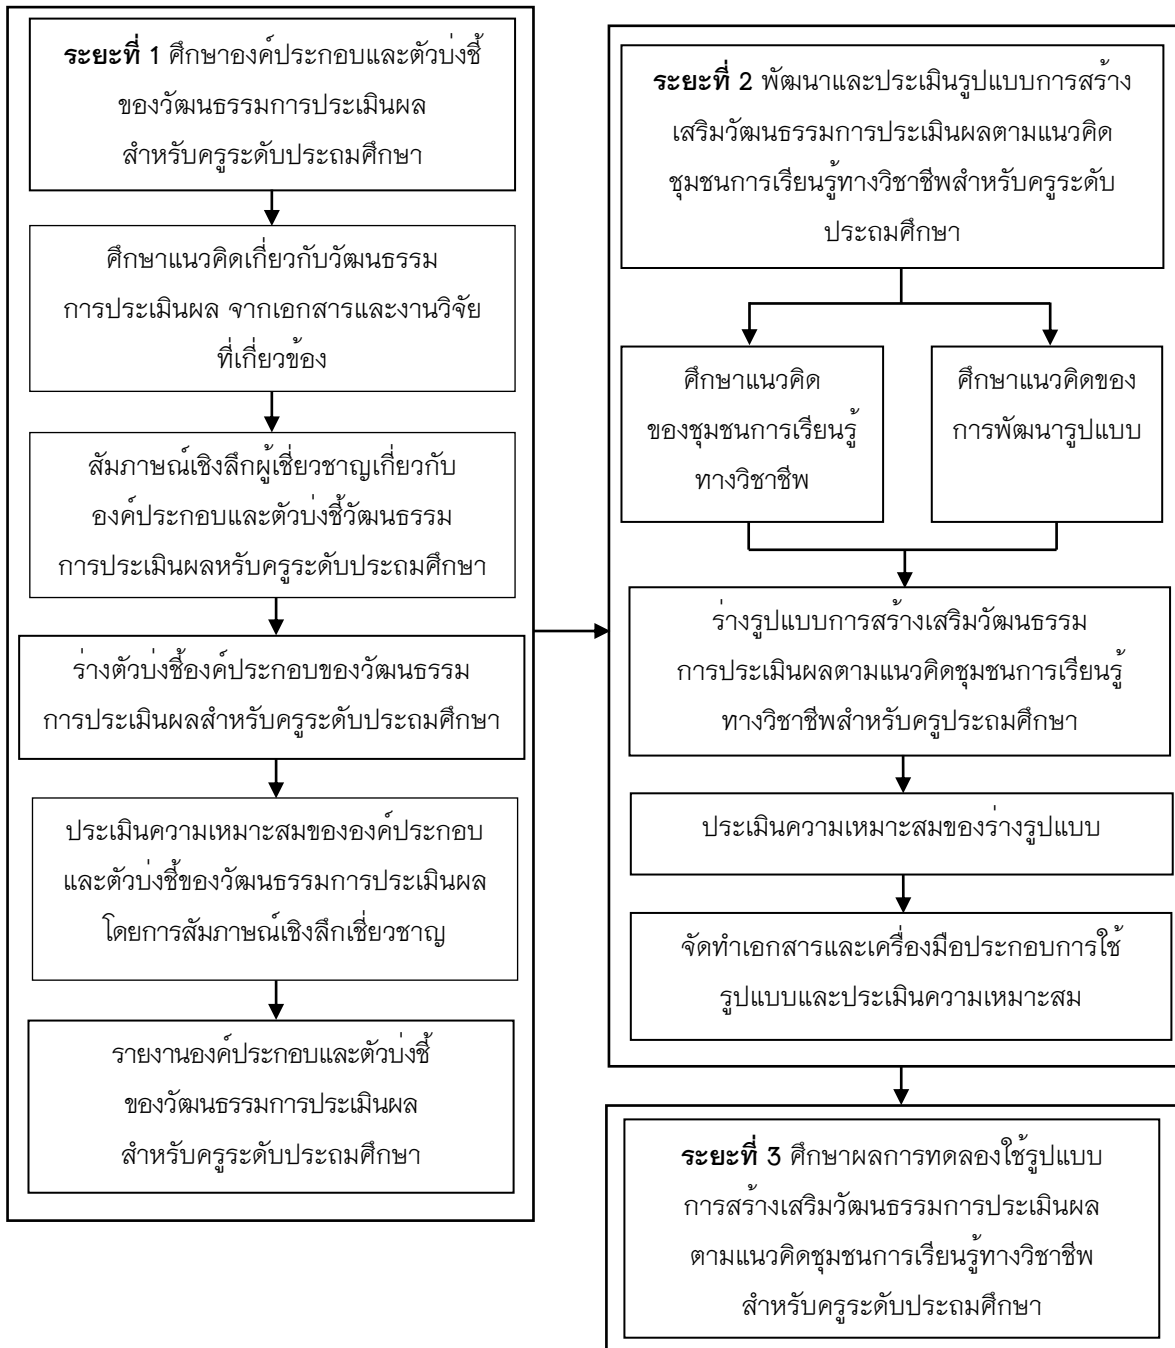 ระยะที่ 1 ศึกษาองค์ประกอบและตัวบ่งชี้
ของวัฒนธรรมการประเมินผล
สำหรับครูระดับประถมศึกษา
ศึกษาแนวคิดเกี่ยวกับวัฒนธรรม
การประเมินผล จากเอกสารและงานวิจัย
ที่เกี่ยวข้อง
สัมภาษณ์เชิงลึกผู้เชี่ยวชาญเกี่ยวกับ
องค์ประกอบและตัวบ่งชี้วัฒนธรรม
การประเมินผลหรับครูระดับประถมศึกษา
ร่างตัวบ่งชี้องค์ประกอบของวัฒนธรรม
การประเมินผลสำหรับครูระดับประถมศึกษา
ประเมินความเหมาะสมขององค์ประกอบ
และตัวบ่งชี้ของวัฒนธรรมการประเมินผล
โดยการสัมภาษณ์เชิงลึกเชี่ยวชาญ
รายงานองค์ประกอบและตัวบ่งชี้
ของวัฒนธรรมการประเมินผล
สำหรับครูระดับประถมศึกษา
ระยะที่ 2 พัฒนาและประเมินรูปแบบการสร้าง
เสริมวัฒนธรรมการประเมินผลตามแนวคิด
ชุมชนการเรียนรู้ทางวิชาชีพสำหรับครูระดับ
ประถมศึกษา
ศึกษาแนวคิด
ของชุมชนการเรียนรู้
ทางวิชาชีพ
ศึกษาแนวคิดของ
การพัฒนารูปแบบ
ร่างรูปแบบการสร้างเสริมวัฒนธรรม
การประเมินผลตามแนวคิดชุมชนการเรียนรู้
ทางวิชาชีพสำหรับครูประถมศึกษา
ประเมินความเหมาะสมของร่างรูปแบบ
จัดทำเอกสารและเครื่องมือประกอบการใช้
รูปแบบและประเมินความเหมาะสม
ระยะที่ 3 ศึกษาผลการทดลองใช้รูปแบบ
การสร้างเสริมวัฒนธรรมการประเมินผล
ตามแนวคิดชุมชนการเรียนรู้ทางวิชาชีพ
สำหรับครูระดับประถมศึกษา